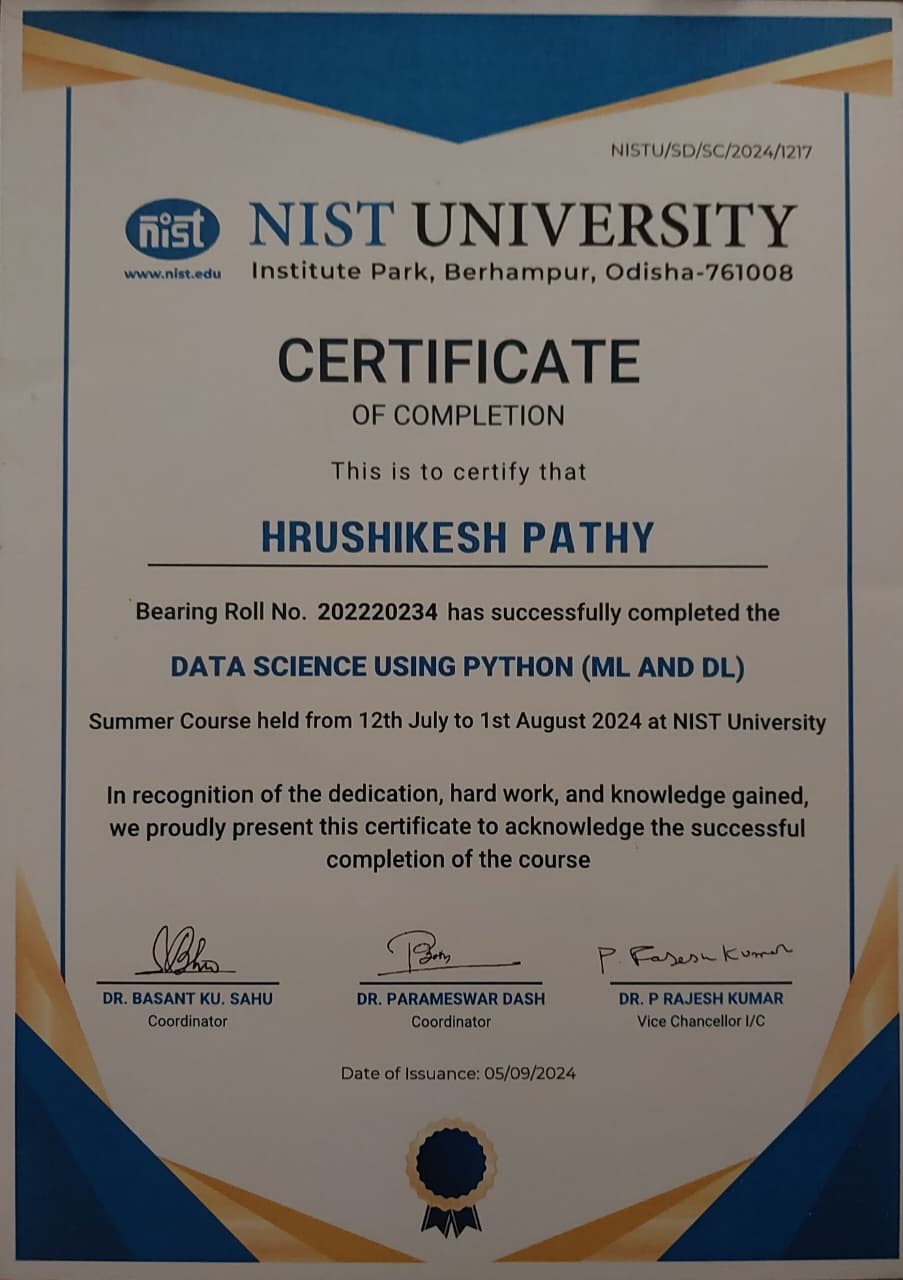 NISTU/SD/SC/2024/1217
nist
www.nist.edu
NIST UNIVERSITY
Institute Park, Berhampur, Odisha-761008
CERTIFICATE
OF COMPLETION
This is to certify that
HRUSHIKESH PATHY
Bearing Roll No. 202220234 has successfully completed the
DATA SCIENCE USING PYTHON (ML AND DL)
Summer Course held from 12th July to 1st August 2024 at NIST University
In recognition of the dedication, hard work, and knowledge gained,
we proudly present this certificate to acknowledge the successful
completion of the course
P. Rajesh Kumar
DR. BASANT KU. SAHU
Coordinator
DR. PARAMESWAR DASH
Coordinator
DR. P RAJESH KUMAR
Vice Chancellor I/C
Date of Issuance: 05/09/2024